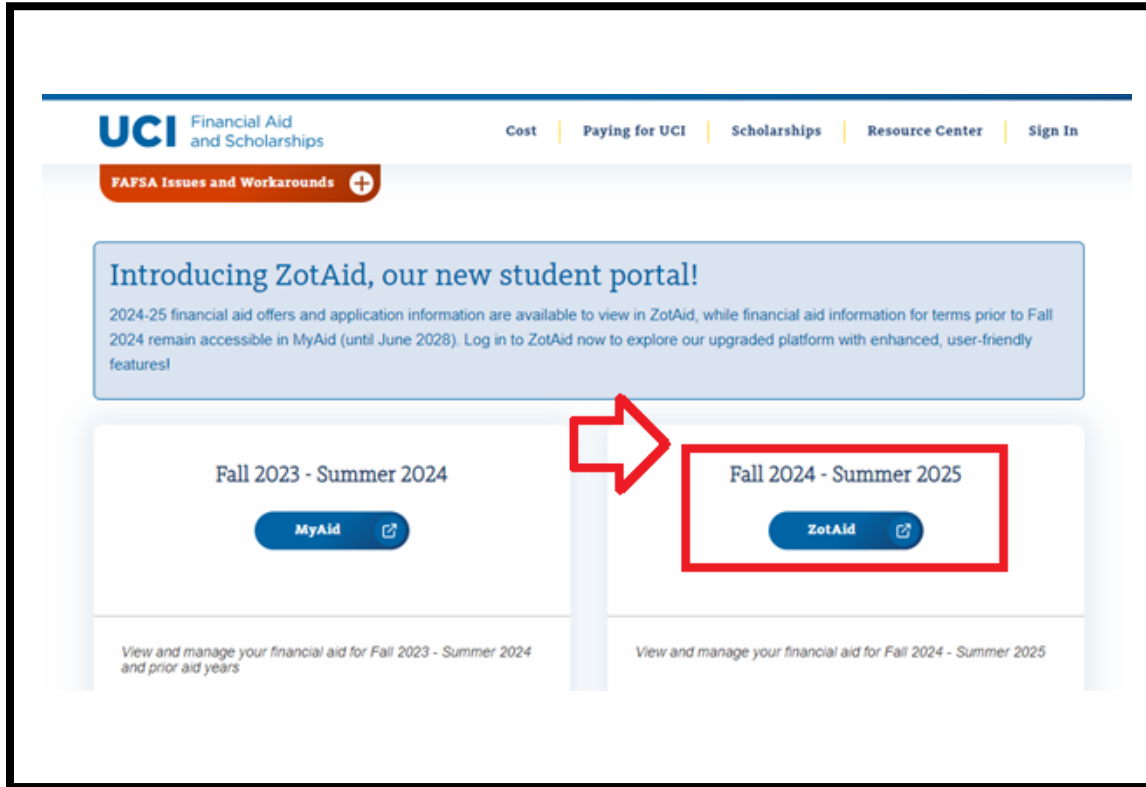 UCI Financial Aid
and Scholarships
Cost
Paying for UCI
Scholarships
Resource Center
Sign In
FAFSA Issues and Workarounds
Introducing ZotAid, our new student portal!
2024-25 financial aid offers and application information are available to view in ZotAid, while financial aid information for terms prior to Fall
2024 remain accessible in MyAid (until June 2028). Log in to ZotAid now to explore our upgraded platform with enhanced, user-friendly
features!
Fall 2023 - Summer 2024
MyAid
View and manage your financial aid for Fall 2023 - Summer 2024
and prior aid years
Fall 2024 - Summer 2025
ZotAid
View and manage your financial aid for Fall 2024 - Summer 2025